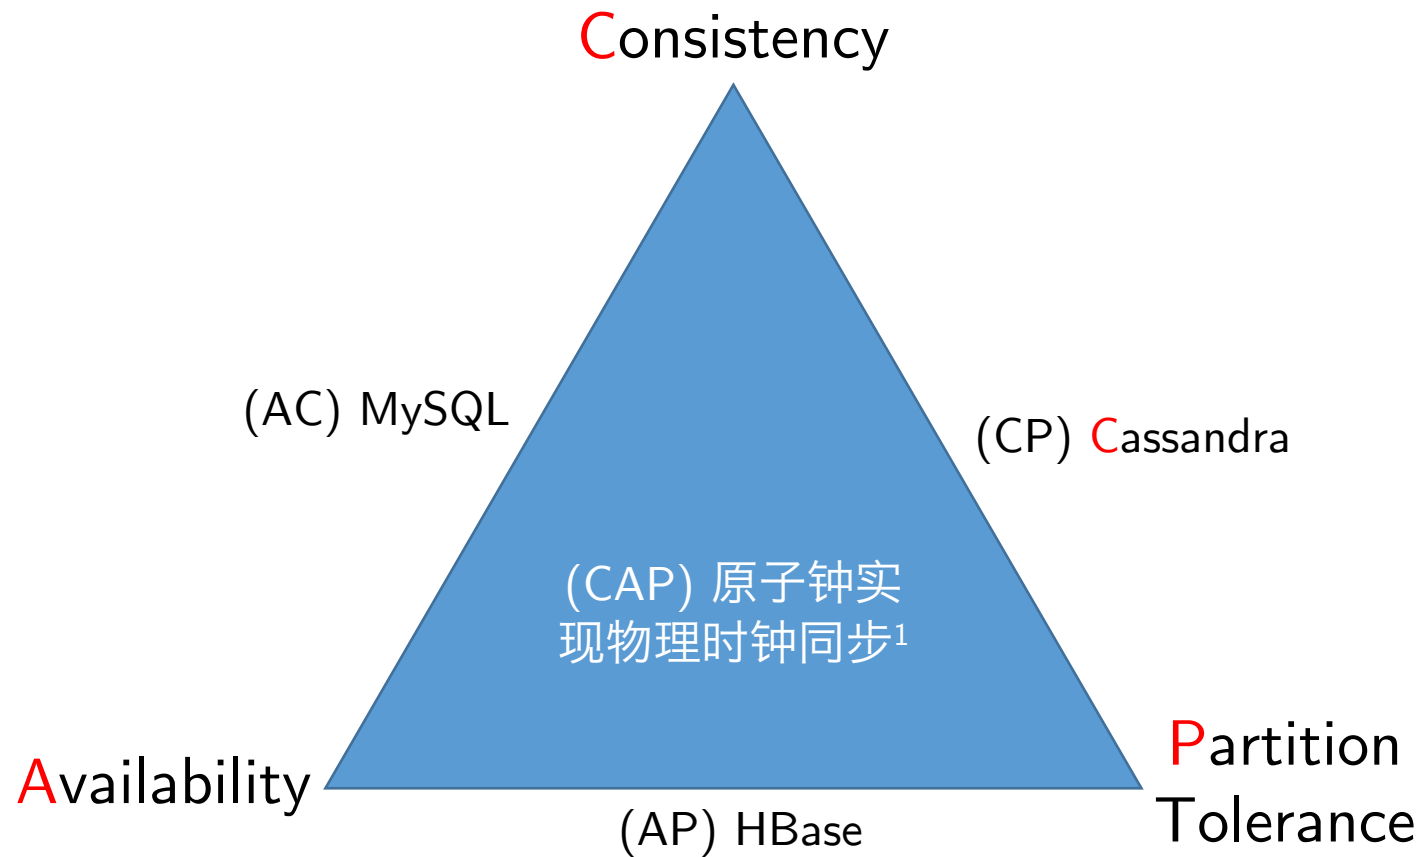 Consistency
(AC) MySQL
(CP) Cassandra
(CAP) 原子钟实
现物理时钟同步¹
Availability
Partition
Tolerance
(AP) HBase